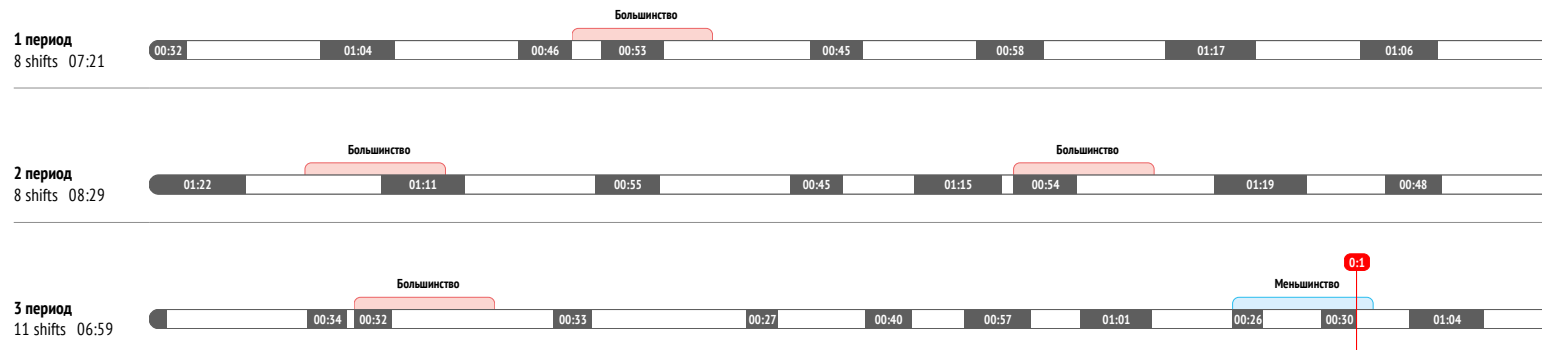 Большинство
1 период
8 shifts 07:21
00:32 01:04 00:46 00:53 00:45 00:58 01:17 01:06
Большинство Большинство
2 период
8 shifts 08:29
01:22 01:11 00:55 00:45 01:15 00:54 01:19 00:48
0:1
Большинство Меньшинство
3 период
11 shifts 06:59
00:34 00:32 00:33 00:27 00:40 00:57 01:01 00:26 00:30 01:04